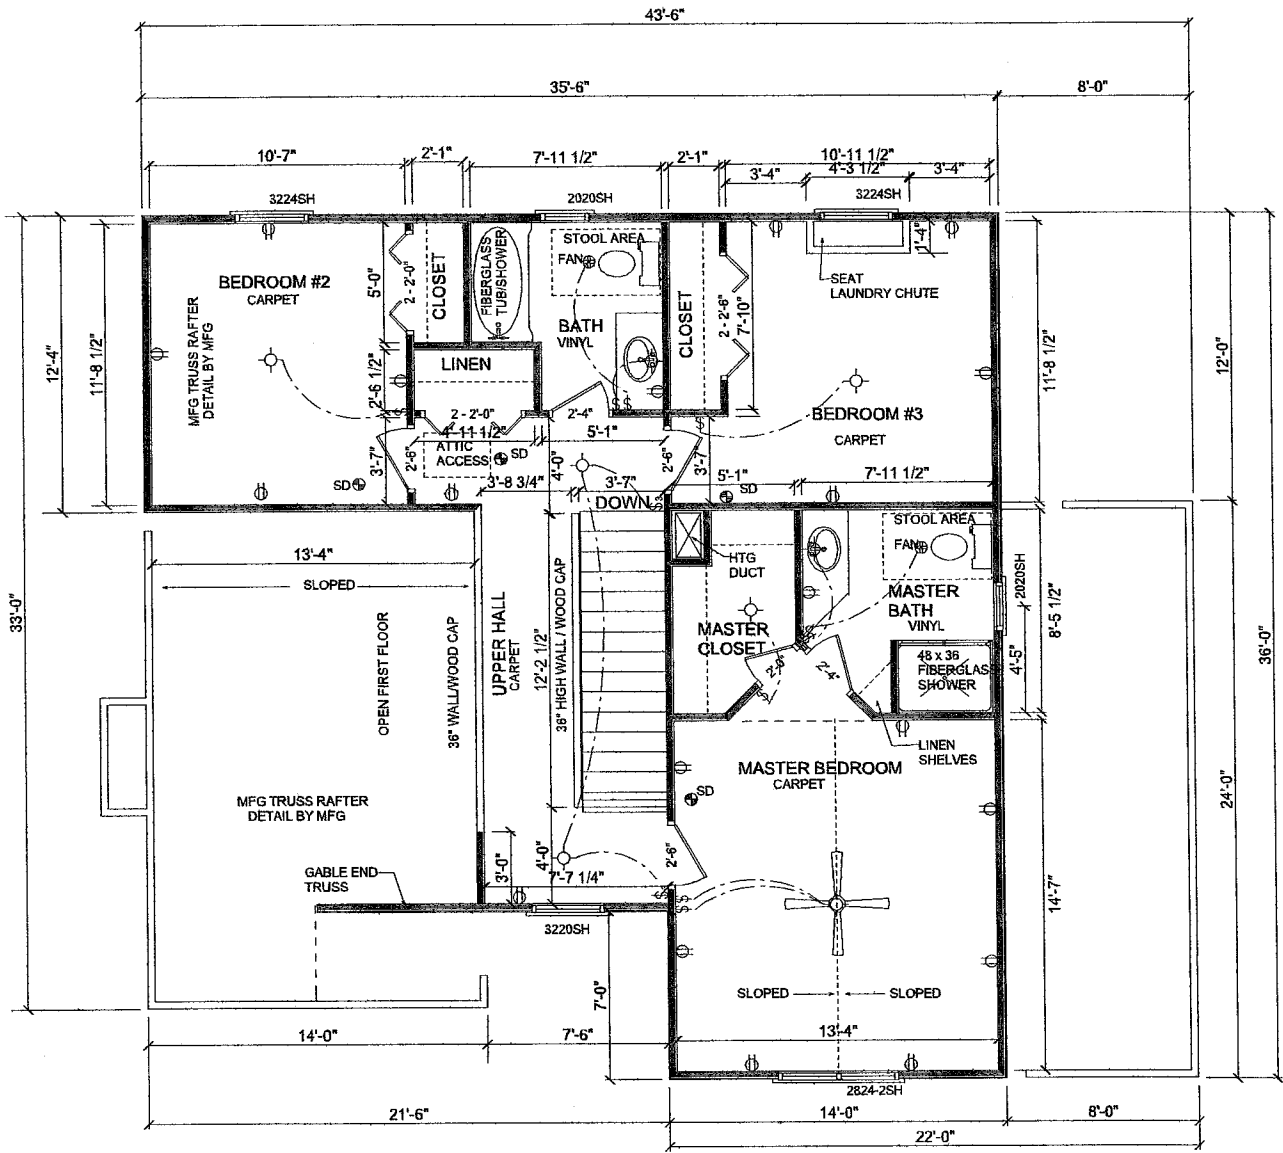 43'-6"
35'-6"
8'-0"
10'-7"
2'-1"
7'-11 1/2"
2'-1"
10'-11 1/2"
3'-4"
4'-3 1/2"
3'-4"
3224SH
2020SH
3224SH
STOOL AREA
FAN
FIBERGLASS
TUB/SHOWER
BEDROOM #2
CARPET
5'-0"
2 - 2'-0"
CLOSET
BATH
VINYL
CLOSET
2 - 2'-6"
7'-10"
1'-4"
SEAT
LAUNDRY CHUTE
MFG TRUSS RAFTER
DETAIL BY MFG
12'-4"
11'-8 1/2"
2'-6 1/2"
LINEN
2 - 2'-0"
2'-4"
4'-11 1/2"
5'-1"
BEDROOM #3
CARPET
11'-8 1/2"
12'-0"
3'-7"
2'-6"
ATTIC
ACCESS
SD
4'-0"
2'-6"
3'-7"
SD
3'-8 3/4"
3'-7"
DOWN
5'-1"
SD
7'-11 1/2"
13'-4"
SLOPED
STOOL AREA
FAN
HTG
DUCT
2020SH
MASTER
BATH
VINYL
8'-5 1/2"
33'-0"
OPEN FIRST FLOOR
36" WALL/WOOD CAP
UPPER HALL
CARPET
12'-2 1/2"
36" HIGH WALL / WOOD CAP
MASTER
CLOSET
2'-0"
2'-4"
48 x 36
FIBERGLASS
SHOWER
4'-5"
36'-0"
LINEN
SHELVES
MASTER BEDROOM
CARPET
SD
24'-0"
MFG TRUSS RAFTER
DETAIL BY MFG
GABLE END
TRUSS
3'-0"
4'-0"
7'-7 1/4"
2'-6"
14'-7"
3220SH
7'-0"
SLOPED
SLOPED
14'-0"
7'-6"
13'-4"
2824-2SH
21'-6"
14'-0"
8'-0"
22'-0"